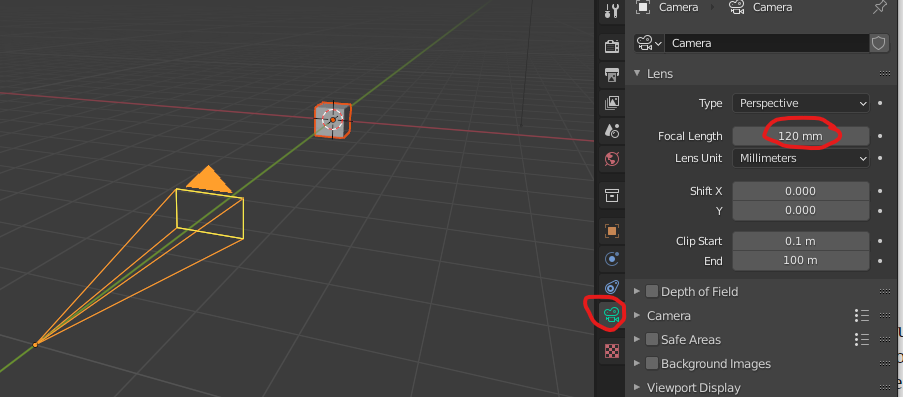 Camera › Camera
Camera
Lens
Type Perspective
Focal Length 120 mm
Lens Unit Millimeters
Shift X 0.000
Y 0.000
Clip Start 0.1 m
End 100 m
Depth of Field
Camera
Safe Areas
Background Images
Viewport Display